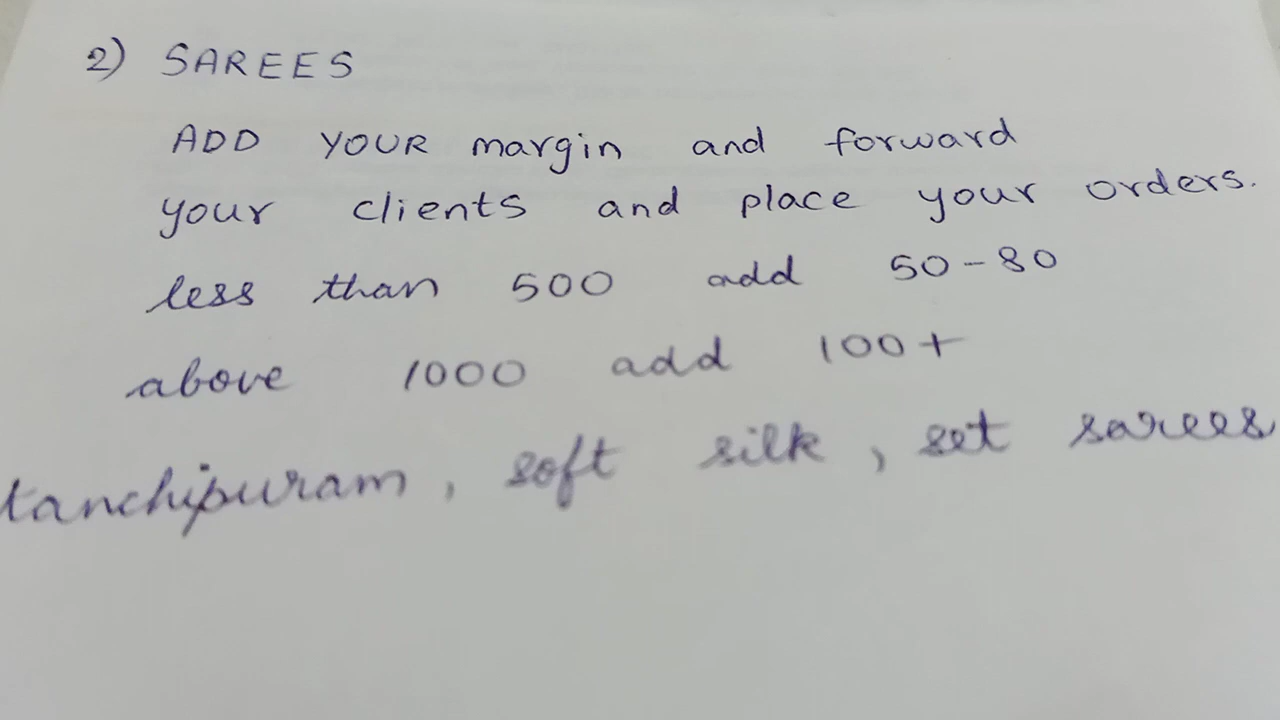 2) SAREES
ADD YOUR margin and forward
your clients and place your orders.
less than 500 add 50-80
above 1000 add 100+
tanchipuram, soft silk, set sarees